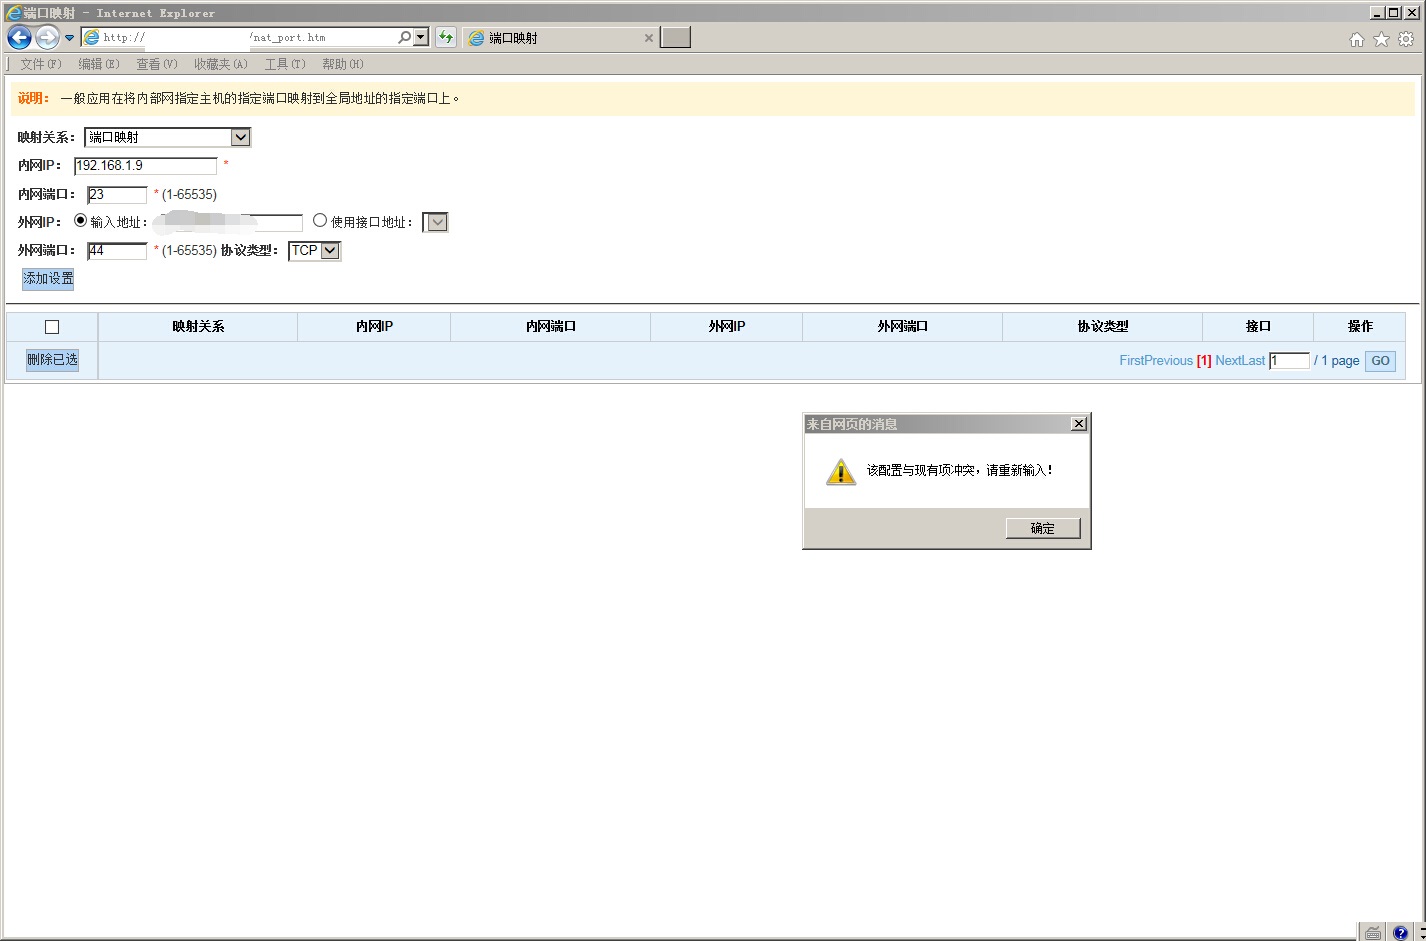 端口映射 - Internet Explorer
http:// /nat_port.htm 端口映射
文件(F) 编辑(E) 查看(V) 收藏夹(A) 工具(T) 帮助(H)
说明： 一般应用在将内部网指定主机的指定端口映射到全局地址的指定端口上。
映射关系： 端口映射
内网IP： 192.168.1.9 *
内网端口： 23 * (1-65535)
外网IP： 输入地址： 使用接口地址：
外网端口： 44 * (1-65535) 协议类型： TCP
添加设置
映射关系 内网IP 内网端口 外网IP 外网端口 协议类型 接口 操作
删除已选 FirstPrevious [1] NextLast 1 / 1 page GO
来自网页的消息
该配置与现有项冲突，请重新输入！
确定